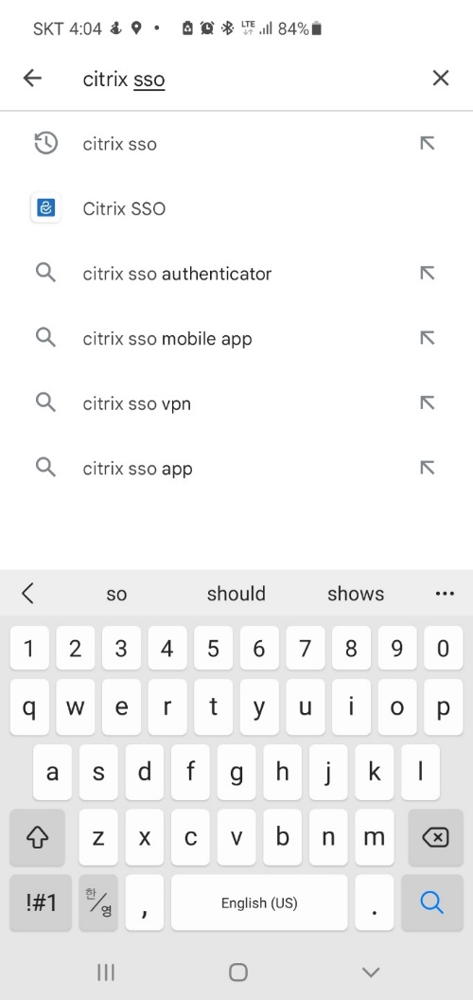 SKT 4:04 LTE 84%
citrix sso
citrix sso
Citrix SSO
citrix sso authenticator
citrix sso mobile app
citrix sso vpn
citrix sso app
so should shows
1 2 3 4 5 6 7 8 9 0
q w e r t y u i o p
a s d f g h j k l
z x c v b n m
!#1 한/영 , English (US) .